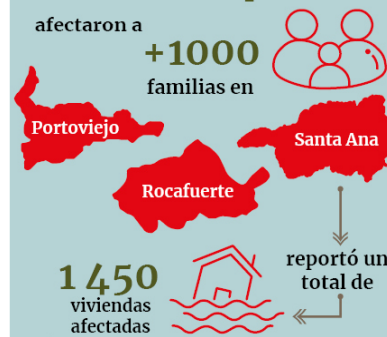 afectaron a
+1000
familias en
Portoviejo
Santa Ana
Rocafuerte
reportó un
total de
1 450
viviendas
afectadas